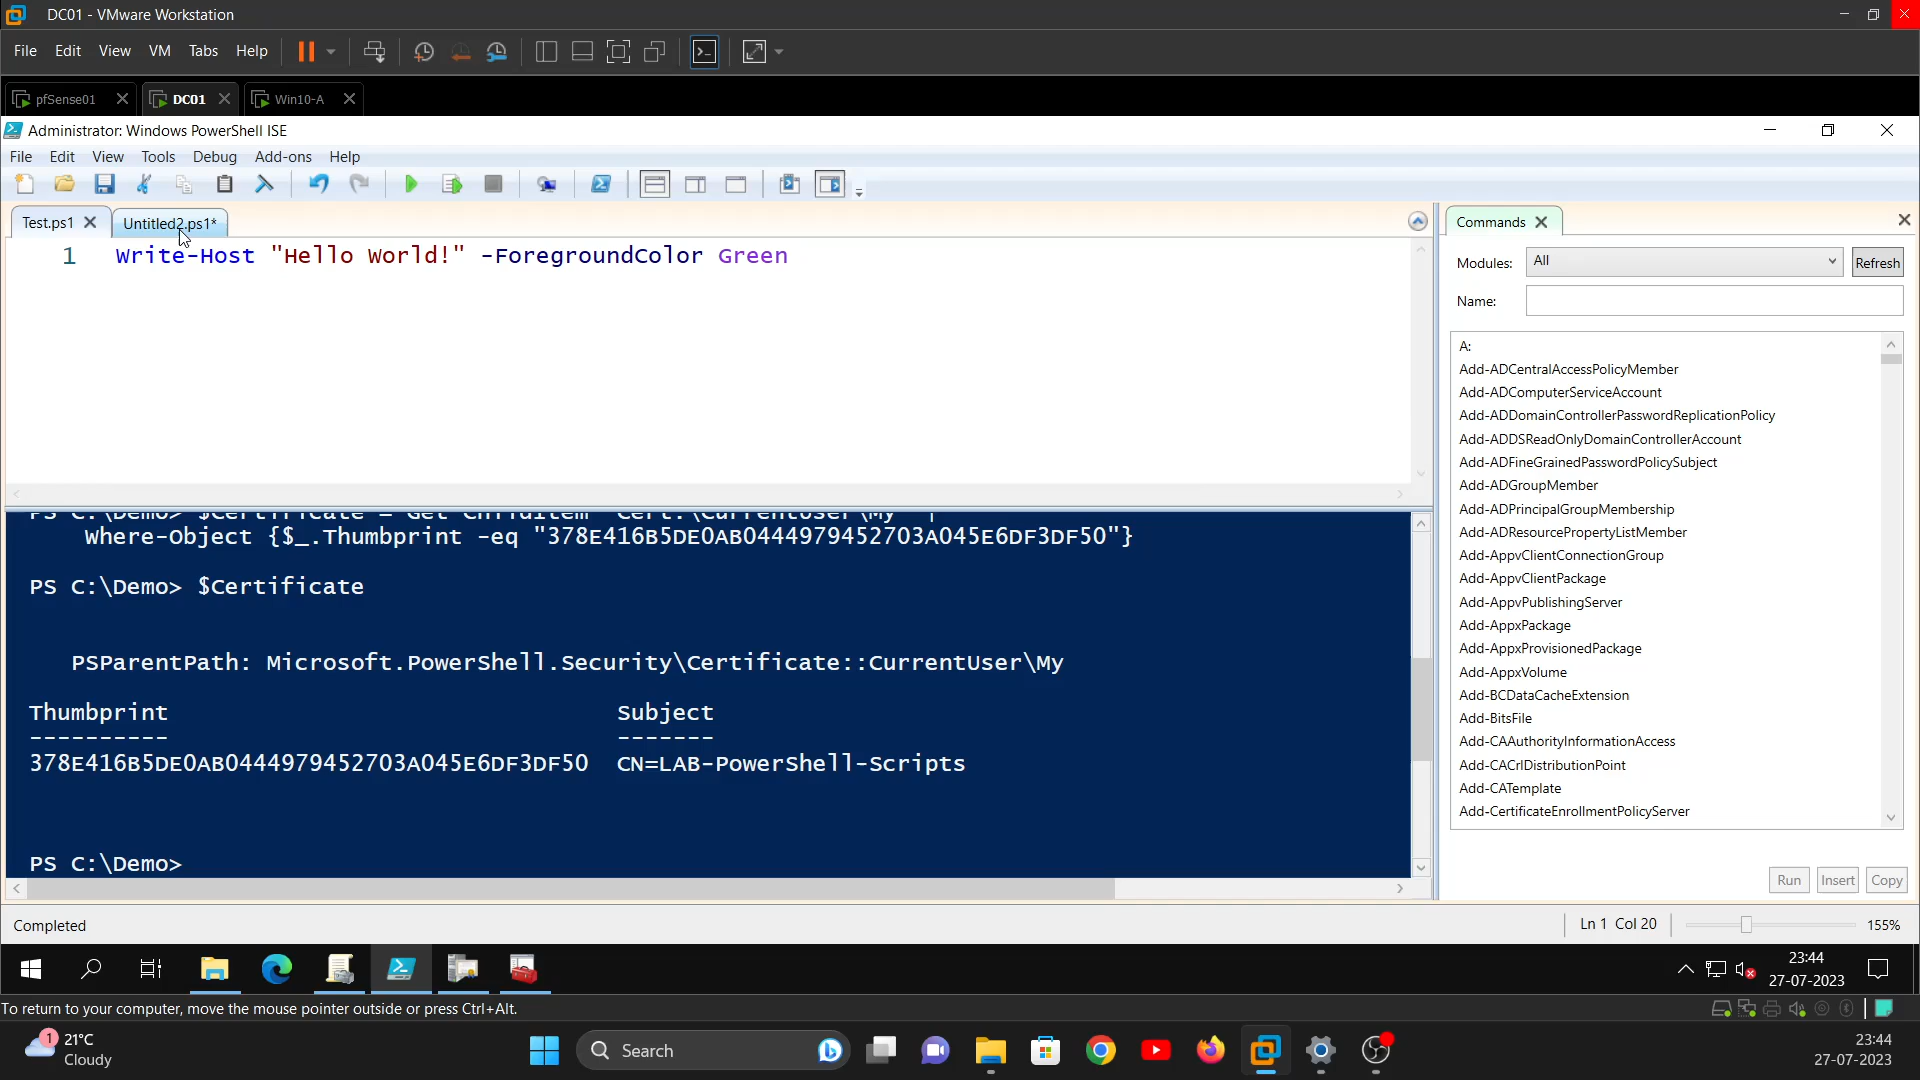 DC01 - VMware Workstation
File Edit View VM Tabs Help
pfSense01 DC01 Win10-A
Administrator: Windows PowerShell ISE
File Edit View Tools Debug Add-ons Help
Test.ps1 Untitled2.ps1*
1 Write-Host "Hello World!" -ForegroundColor Green
Where-Object {$_.Thumbprint -eq "378E416B5DE0AB0444979452703A045E6DF3DF50"}
PS C:\Demo> $Certificate
PSParentPath: Microsoft.PowerShell.Security\Certificate::CurrentUser\My
Thumbprint Subject
---------- -------
378E416B5DE0AB0444979452703A045E6DF3DF50 CN=LAB-PowerShell-Scripts
PS C:\Demo>
Commands
Modules: All Refresh
Name:
A:
Add-ADCentralAccessPolicyMember
Add-ADComputerServiceAccount
Add-ADDomainControllerPasswordReplicationPolicy
Add-ADDSReadOnlyDomainControllerAccount
Add-ADFineGrainedPasswordPolicySubject
Add-ADGroupMember
Add-ADPrincipalGroupMembership
Add-ADResourcePropertyListMember
Add-AppvClientConnectionGroup
Add-AppvClientPackage
Add-AppvPublishingServer
Add-AppxPackage
Add-AppxProvisionedPackage
Add-AppxVolume
Add-BCDataCacheExtension
Add-BitsFile
Add-CAAuthorityInformationAccess
Add-CACrlDistributionPoint
Add-CATemplate
Add-CertificateEnrollmentPolicyServer
Run Insert Copy
Completed
Ln 1 Col 20
155%
23:44
27-07-2023
To return to your computer, move the mouse pointer outside or press Ctrl+Alt.
1
21°C
Cloudy
Search
23:44
27-07-2023